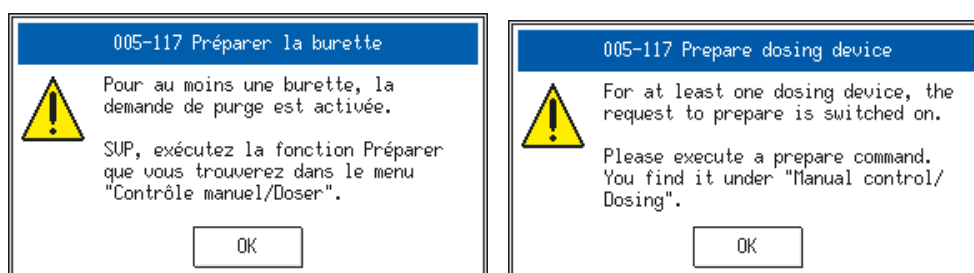 005-117 Préparer la burette
Pour au moins une burette, la
demande de purge est activée.
SVP, exécutez la fonction Préparer
que vous trouverez dans le menu
"Contrôle manuel/Doser".
OK
005-117 Prepare dosing device
For at least one dosing device, the
request to prepare is switched on.
Please execute a prepare command.
You find it under "Manual control/
Dosing".
OK